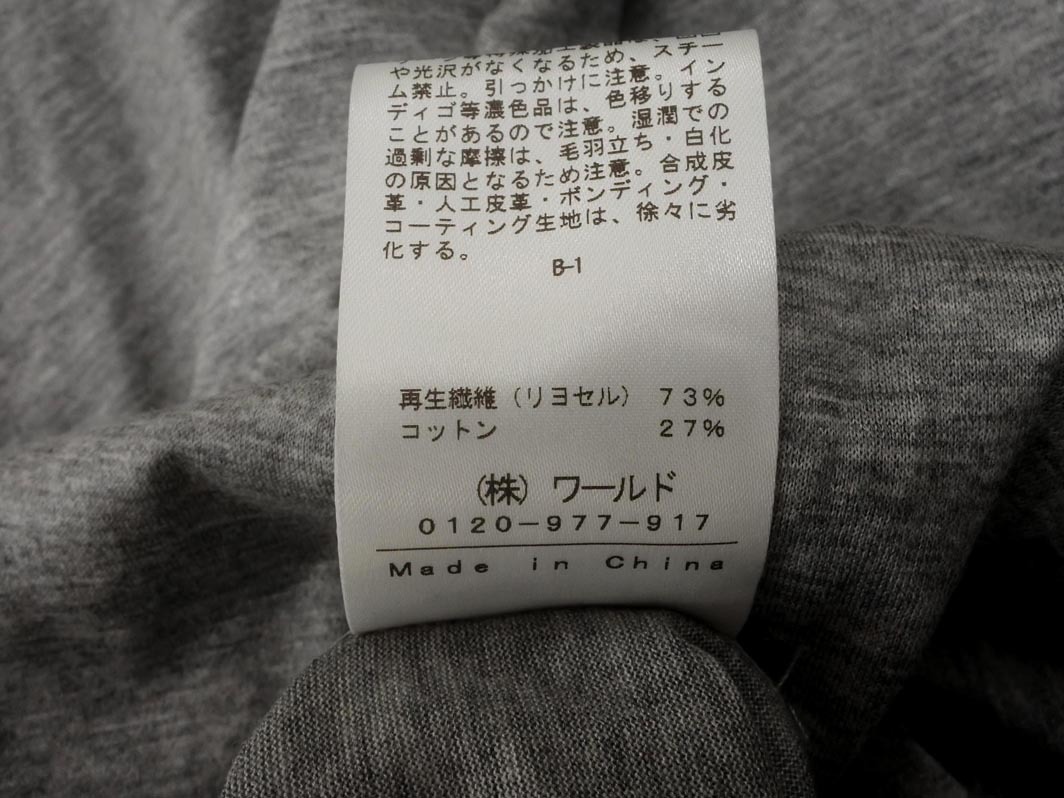 や光沢がなくなるため、スチー
ム禁止。引っかけに注意。イン
ディゴ等濃色品は、色移りする
ことがあるので注意。湿潤での
過剰な摩擦は、毛羽立ち・白化
の原因となるため注意。合成皮
革・人工皮革・ボンディング・
コーティング生地は、徐々に劣
化する。
B-1
再生繊維（リヨセル） 73%
コットン 27%
（株）ワールド
0120-977-917
Made in China